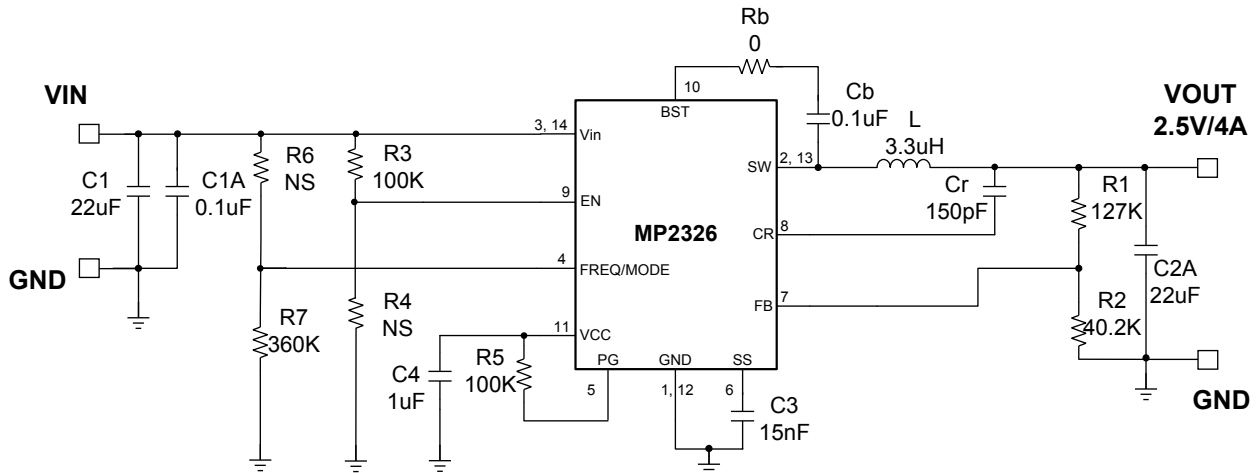 Rb
0
10
BST
Cb
0.1uF
L
3.3uH
VOUT
2.5V/4A
VIN
3, 14
Vin
R6
NS
R3
100K
C1
22uF
C1A
0.1uF
9
EN
SW
2, 13
Cr
150pF
R1
127K
MP2326
CR
8
GND
4
FREQ/MODE
FB
7
C2A
22uF
R7
360K
R4
NS
R2
40.2K
11
VCC
C4
1uF
R5
100K
PG
GND
SS
5
1, 12
6
C3
15nF
GND